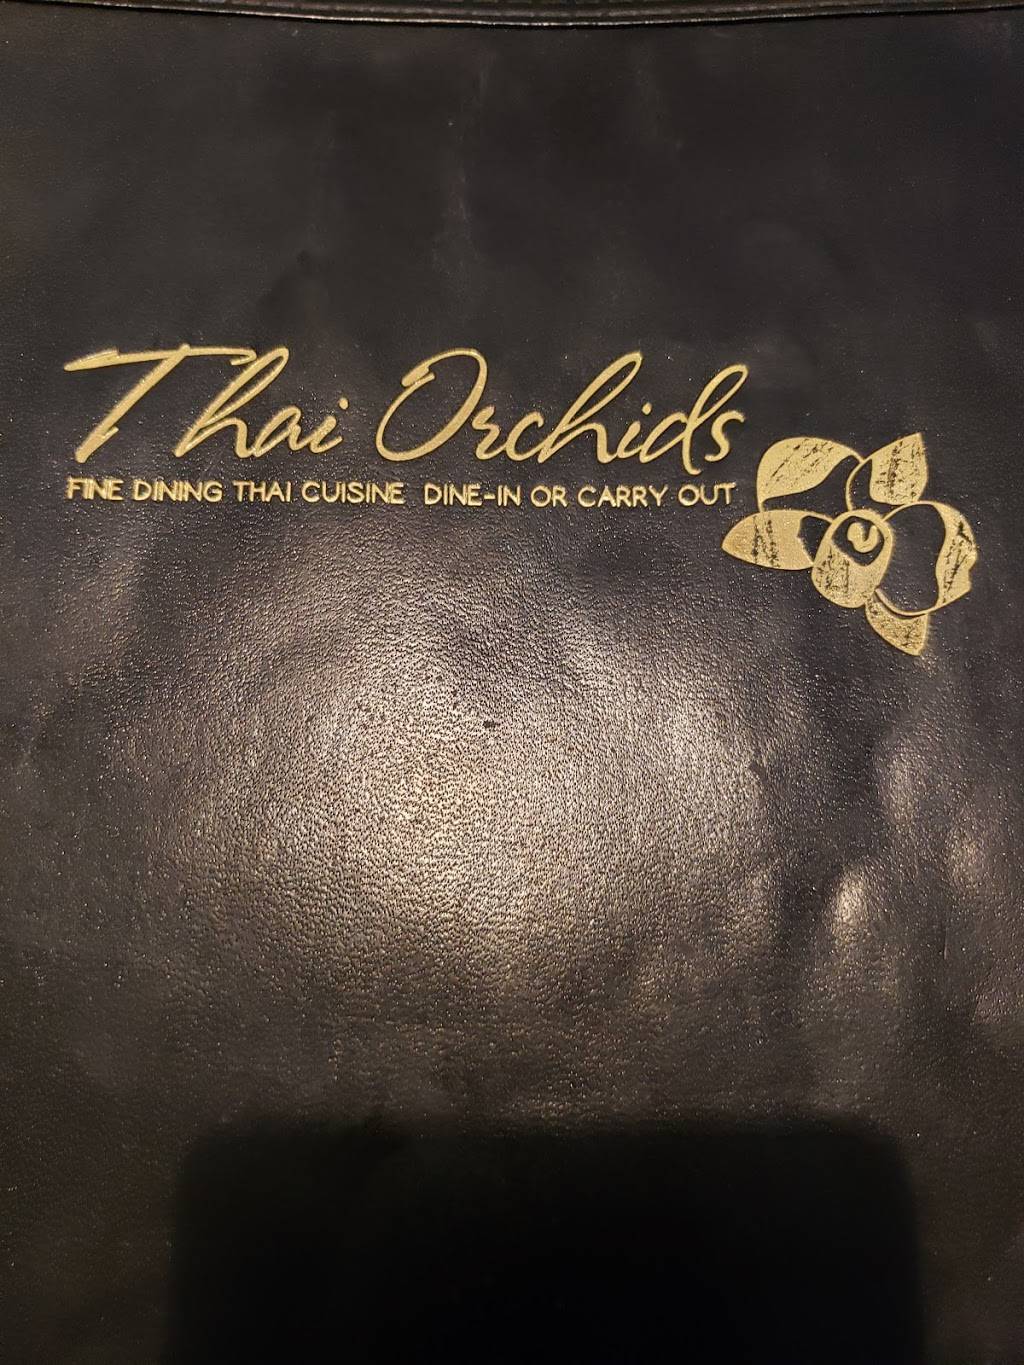 Thai Orchids
FINE DINING THAI CUISINE DINE-IN OR CARRY OUT